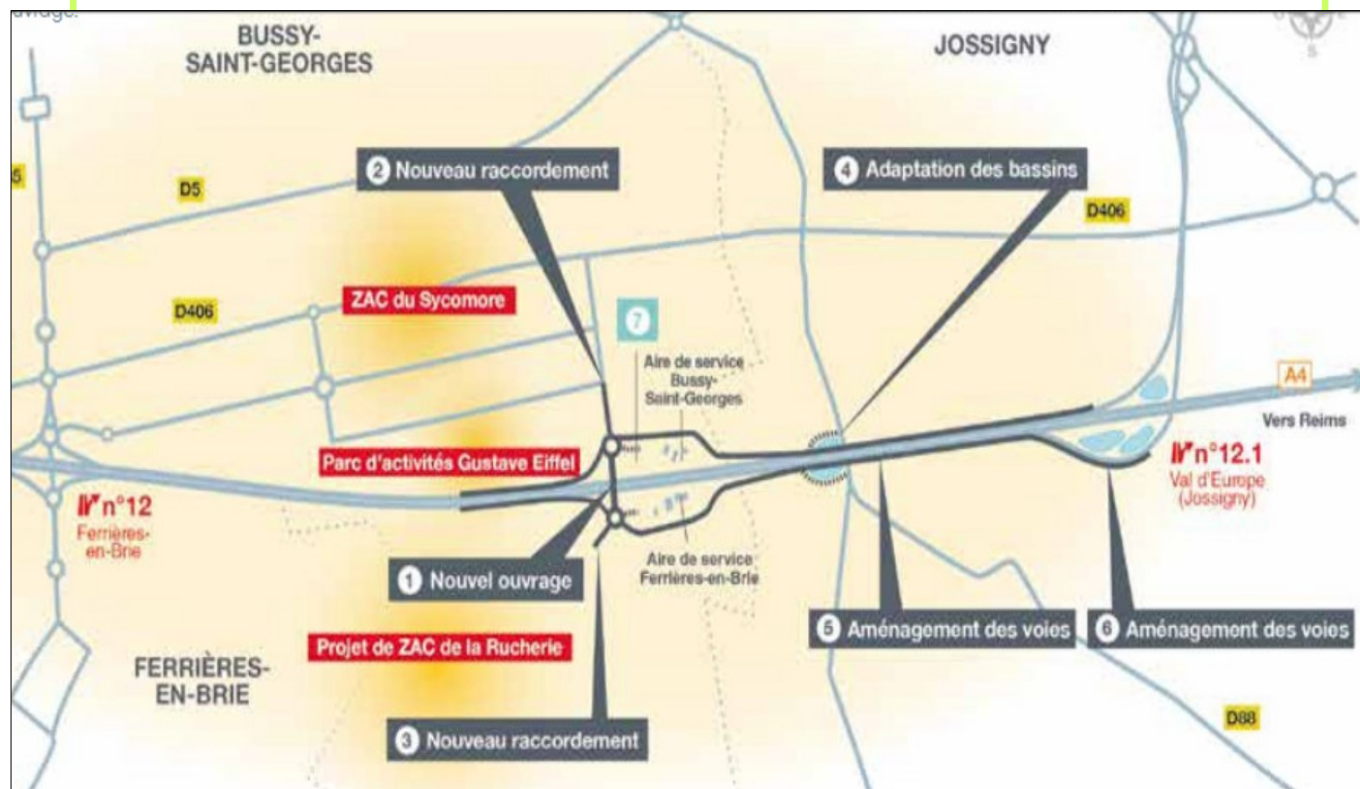 uvrage.
BUSSY-
SAINT-GEORGES
JOSSIGNY
E
S
2 Nouveau raccordement
4 Adaptation des bassins
5
D5
D406
ZAC du Sycomore
D406
7
Aire de service
Bussy-
Saint-Georges
A4
Vers Reims
Parc d'activités Gustave Eiffel
n°12
Ferrières-
en-Brie
n°12.1
Val d'Europe
(Jossigny)
Aire de service
Ferrières-en-Brie
1 Nouvel ouvrage
5 Aménagement des voies
6 Aménagement des voies
Projet de ZAC de la Rucherie
FERRIÈRES-
EN-BRIE
3 Nouveau raccordement
D88